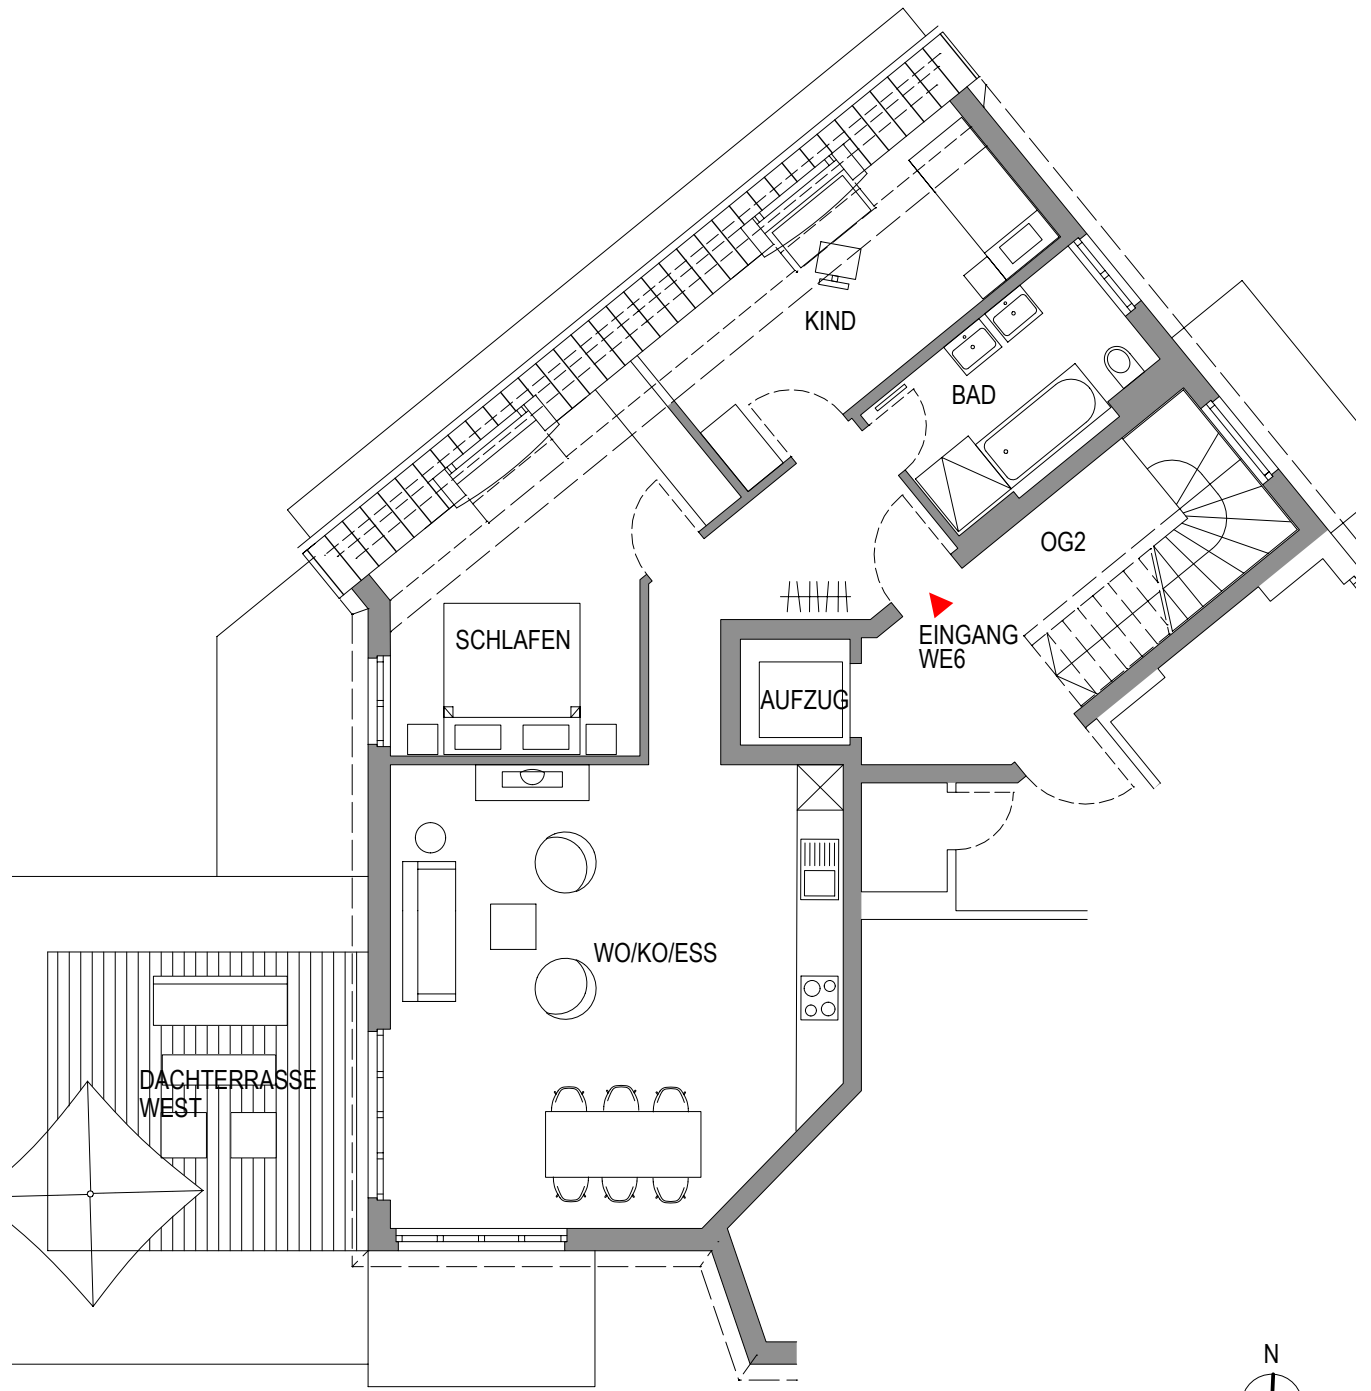 KIND
BAD
OG2
EINGANG
WE6
SCHLAFEN
AUFZUG
WO/KO/ESS
DACHTERRASSE
WEST
N